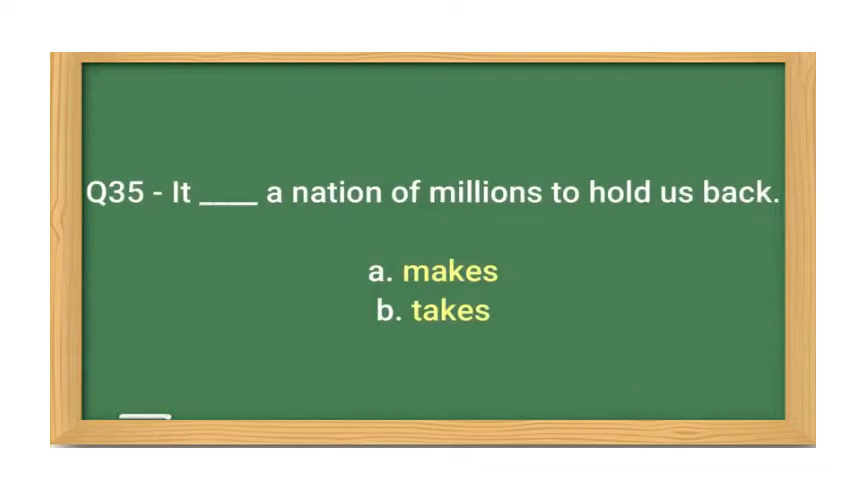 Q35 - It ____ a nation of millions to hold us back.
a. makes
b. takes